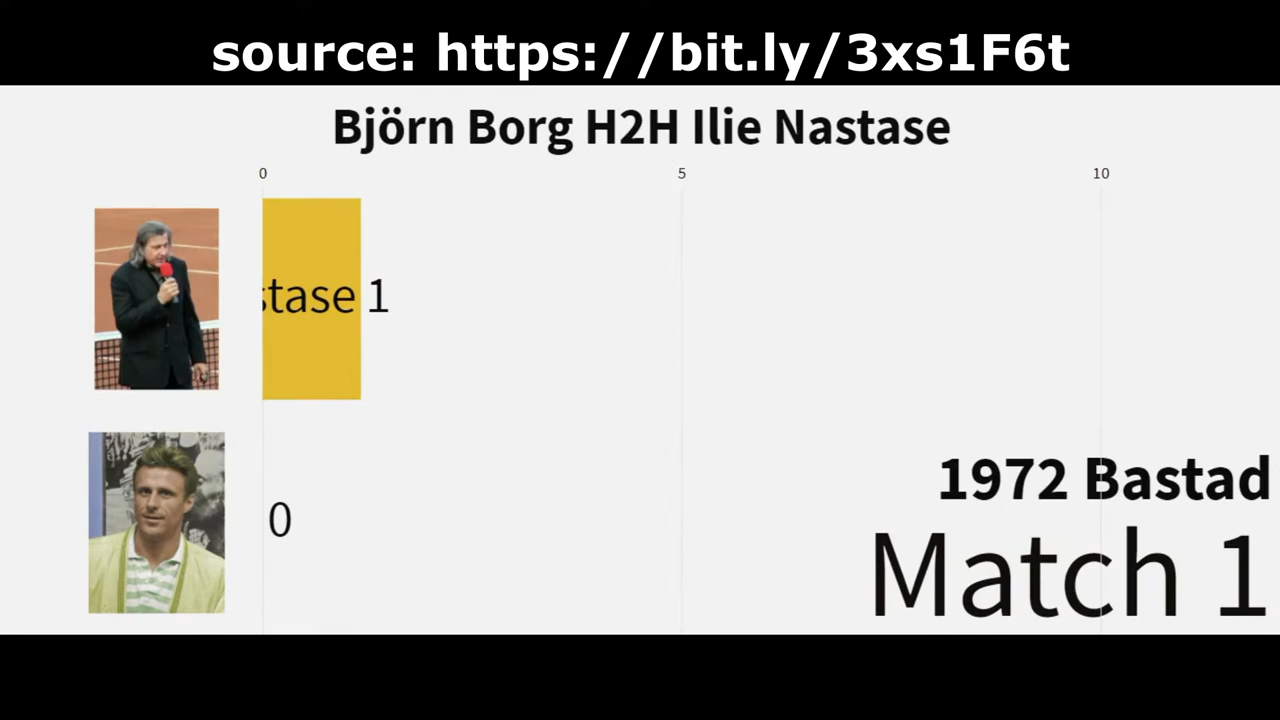 source: https://bit.ly/3xs1F6t
Björn Borg H2H Ilie Nastase
0 5 10
stase 1
0
1972 Bastad
Match 1